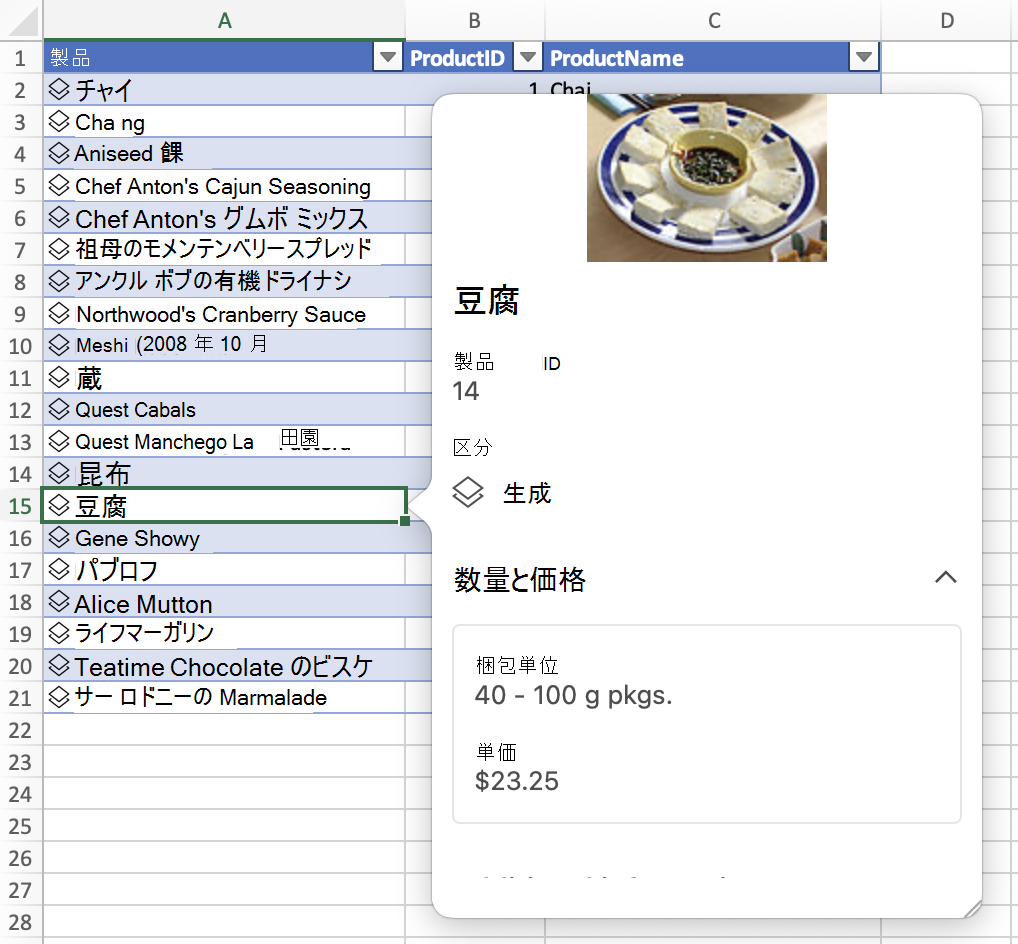 A B C D
1 製品 ProductID ProductName
2 チャイ 1 Chai
3 Cha ng
4 Aniseed 餜
5 Chef Anton's Cajun Seasoning
6 Chef Anton's グムボ ミックス
7 祖母のモメンテンベリースプレッド
8 アンクル ボブの有機ドライナシ
9 Northwood's Cranberry Sauce
10 Meshi (2008 年 10 月
11 蔵
12 Quest Cabals
13 Quest Manchego La 田園
14 昆布
15 豆腐
16 Gene Showy
17 パブロフ
18 Alice Mutton
19 ライフマーガリン
20 Teatime Chocolate のビスケ
21 サー ロドニーの Marmalade
22
23
24
25
26
27
28
豆腐
製品 ID
14
区分
生成
数量と価格
梱包単位
40 - 100 g pkgs.
単価
$23.25